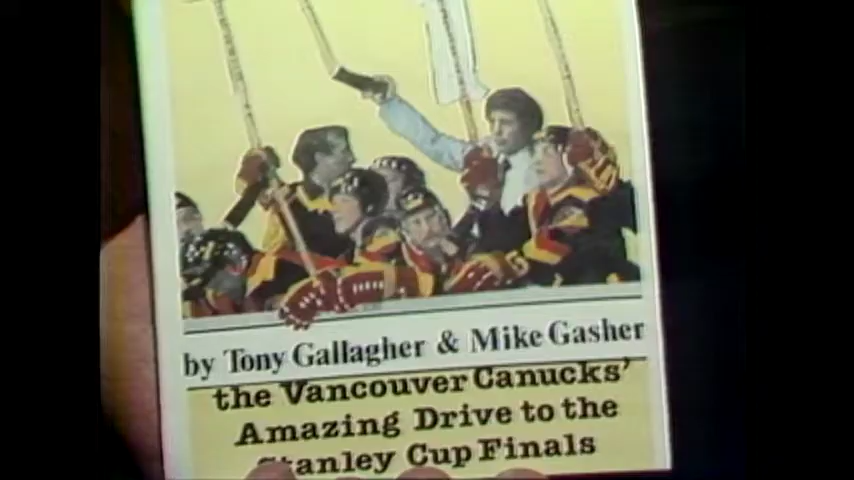 by Tony Gallagher & Mike Gasher
the Vancouver Canucks'
Amazing Drive to the
Stanley Cup Finals